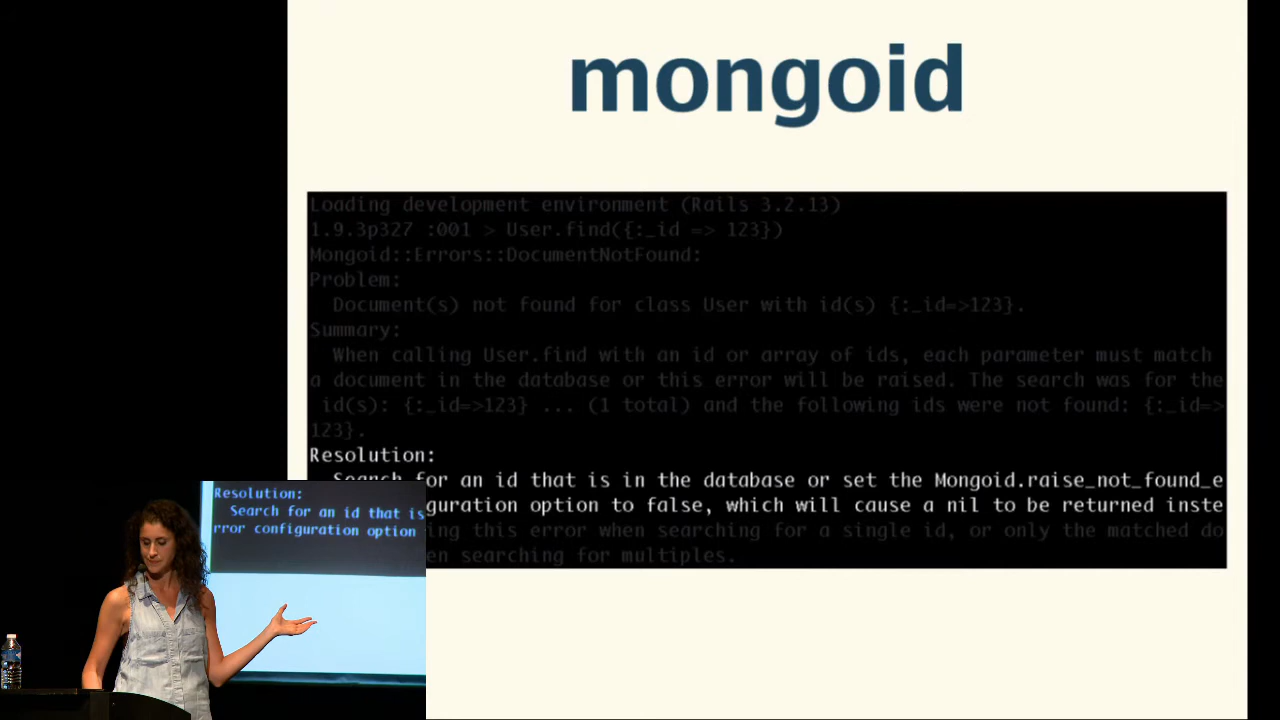 mongoid
Loading development environment (Rails 3.2.13)
1.9.3p327 :001 > User.find({:_id => 123})
Mongoid::Errors::DocumentNotFound:
Problem:
Document(s) not found for class User with id(s) {:_id=>123}.
Summary:
When calling User.find with an id or array of ids, each parameter must match
a document in the database or this error will be raised. The search was for the
id(s): {:_id=>123} ... (1 total) and the following ids were not found: {:_id=>
123}.
Resolution:
Search for an id that is in the database or set the Mongoid.raise_not_found_e
guration option to false, which will cause a nil to be returned inste
ing this error when searching for a single id, or only the matched do
en searching for multiples.
Resolution:
Search for an id that is
rror configuration option